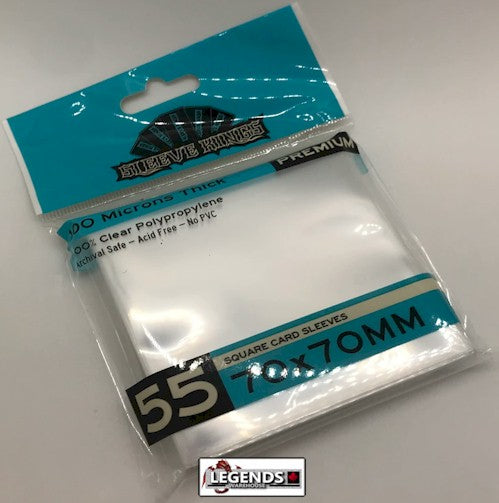 SLEEVE KINGS
PREMIUM
00 Microns Thick
00% Clear Polypropylene
Archival Safe – Acid Free – No PVC
SQUARE CARD SLEEVES
55
70x70MM
LEGENDS
WAREHOUSE